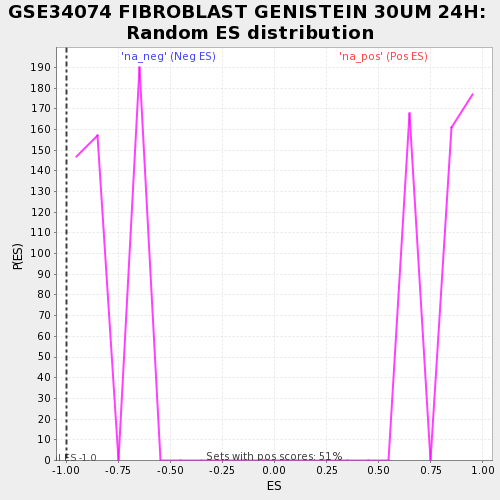 GSE34074 FIBROBLAST GENISTEIN 30UM 24H:
Random ES distribution
'na_neg' (Neg ES) 'na_pos' (Pos ES)
190
180
170
160
150
140
130
120
110
100
90
80
70
60
50
40
30
20
10
0
P(ES)
ES -1.0
Sets with pos scores: 51%
-1.00 -0.75 -0.50 -0.25 0.00 0.25 0.50 0.75 1.00
ES